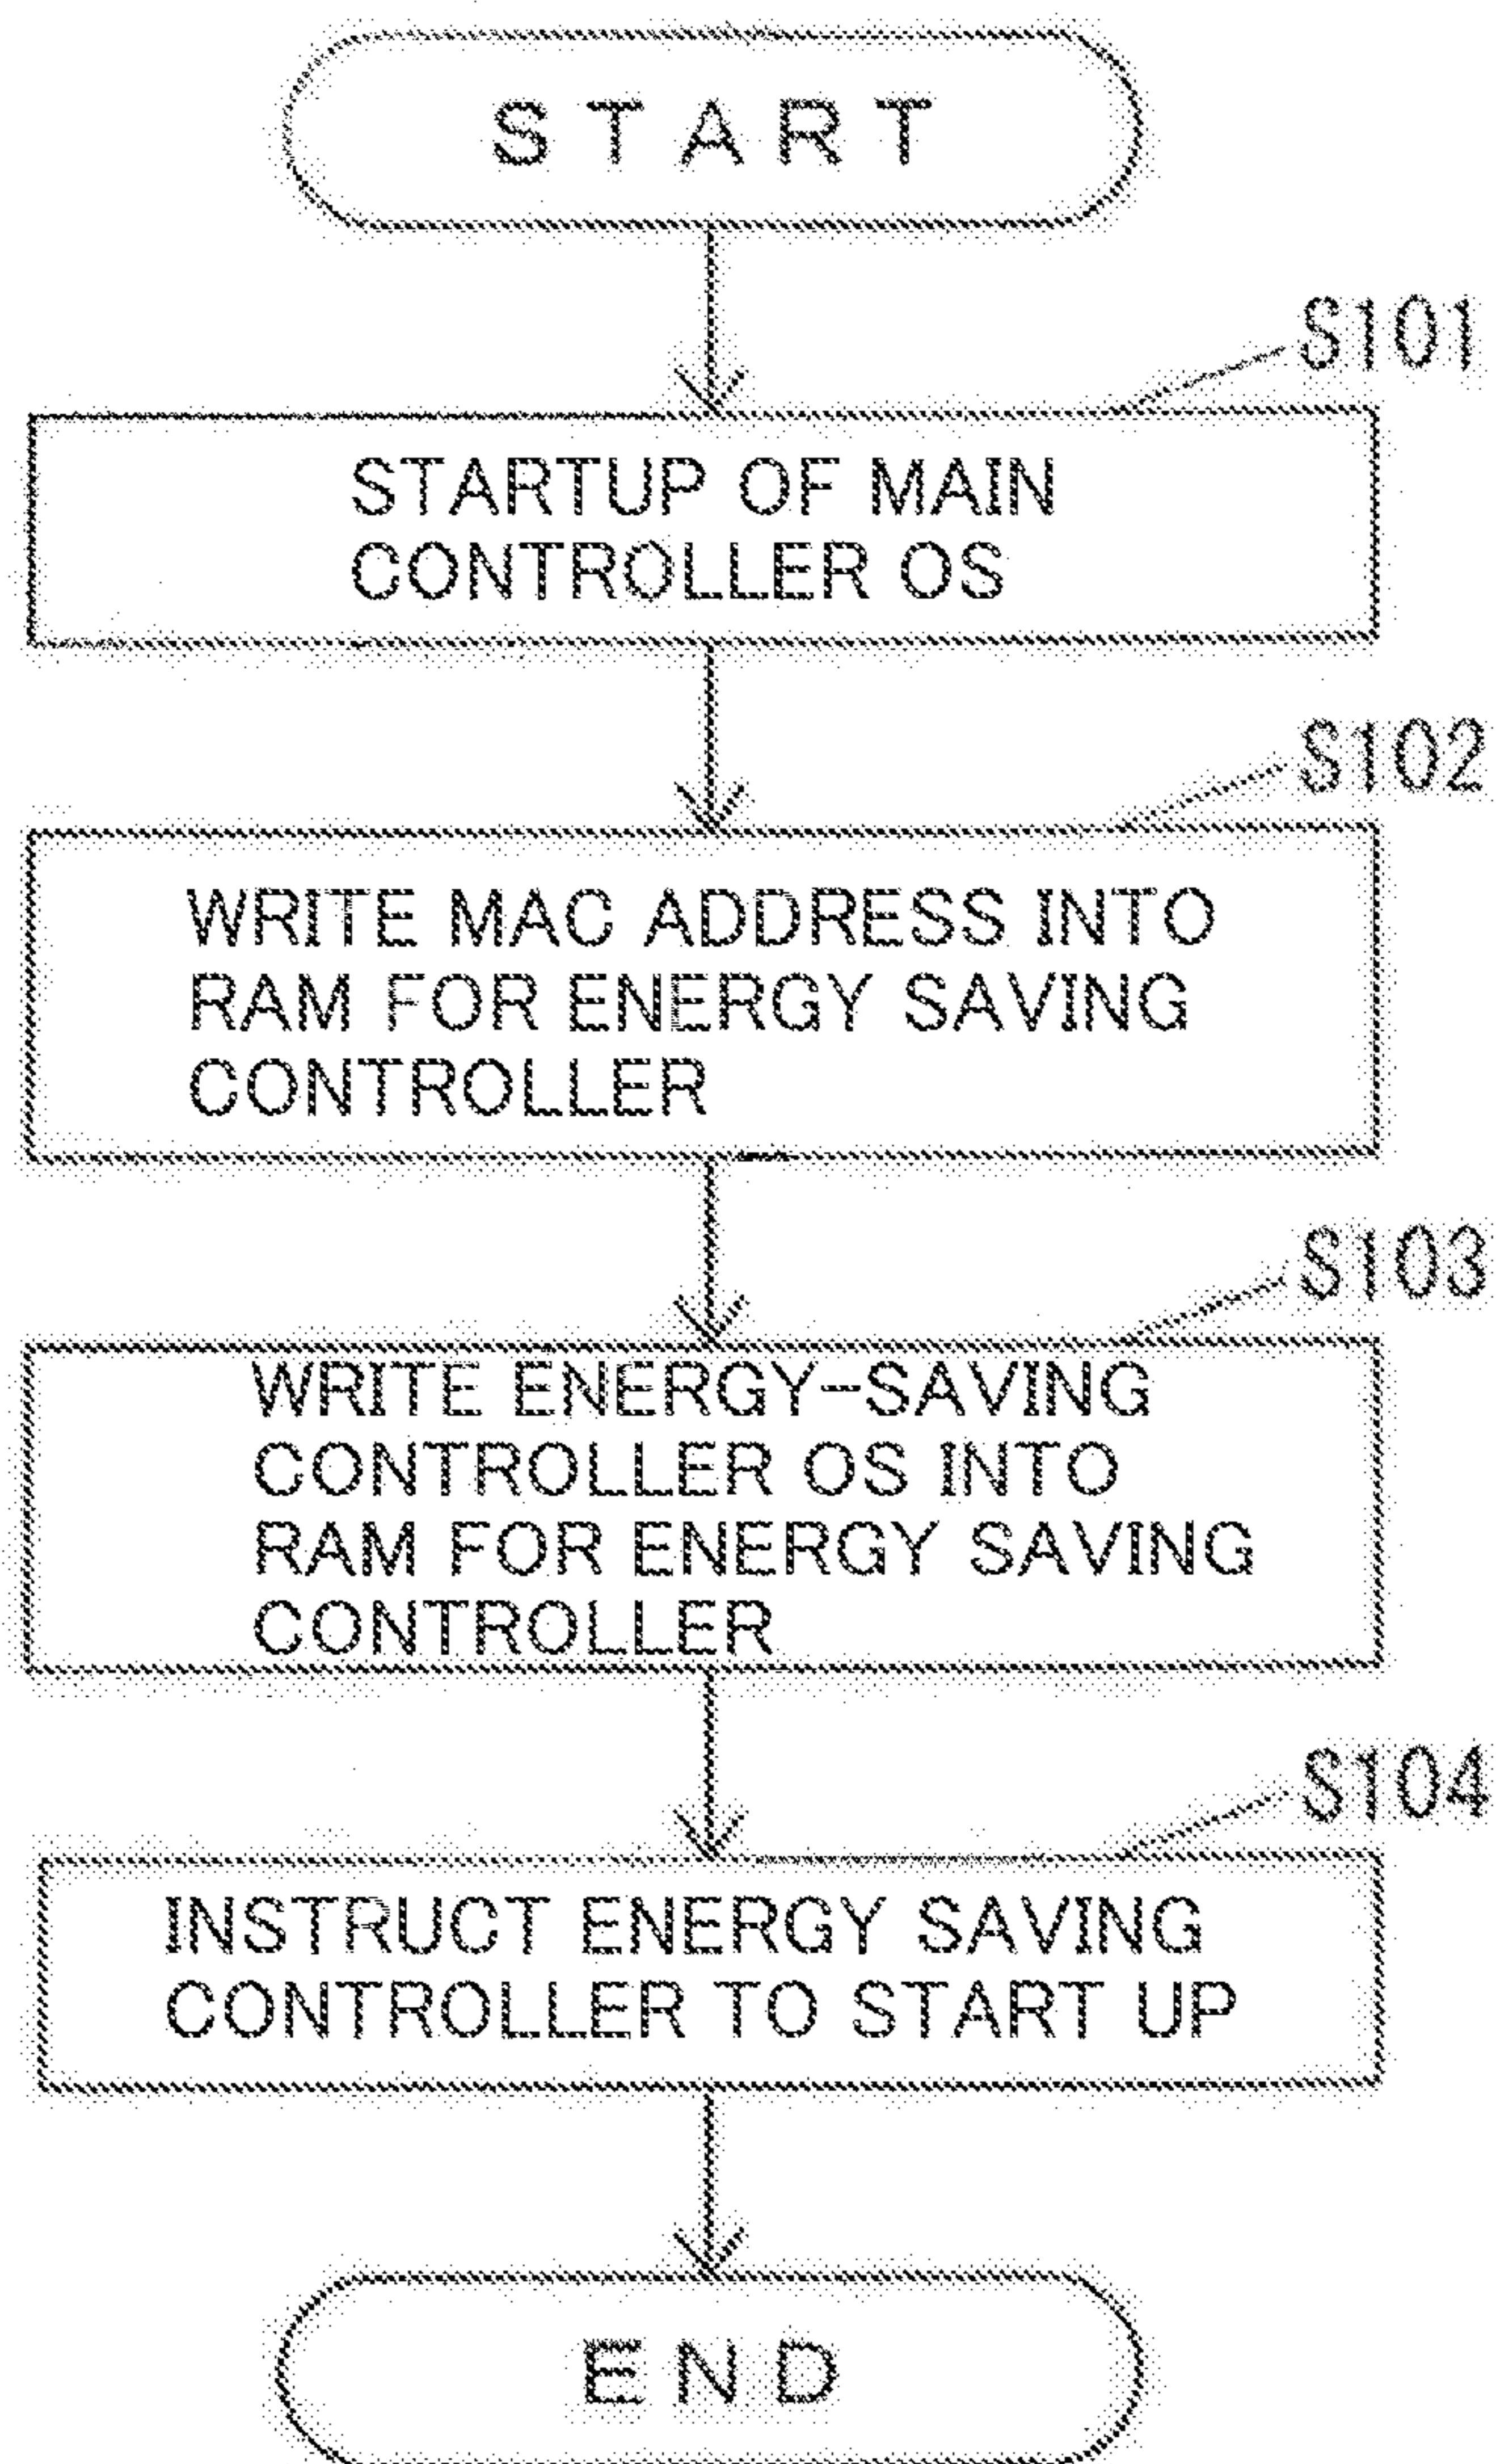 START
S101
STARTUP OF MAIN
CONTROLLER OS
S102
WRITE MAC ADDRESS INTO
RAM FOR ENERGY SAVING
CONTROLLER
S103
WRITE ENERGY-SAVING
CONTROLLER OS INTO
RAM FOR ENERGY SAVING
CONTROLLER
S104
INSTRUCT ENERGY SAVING
CONTROLLER TO START UP
END